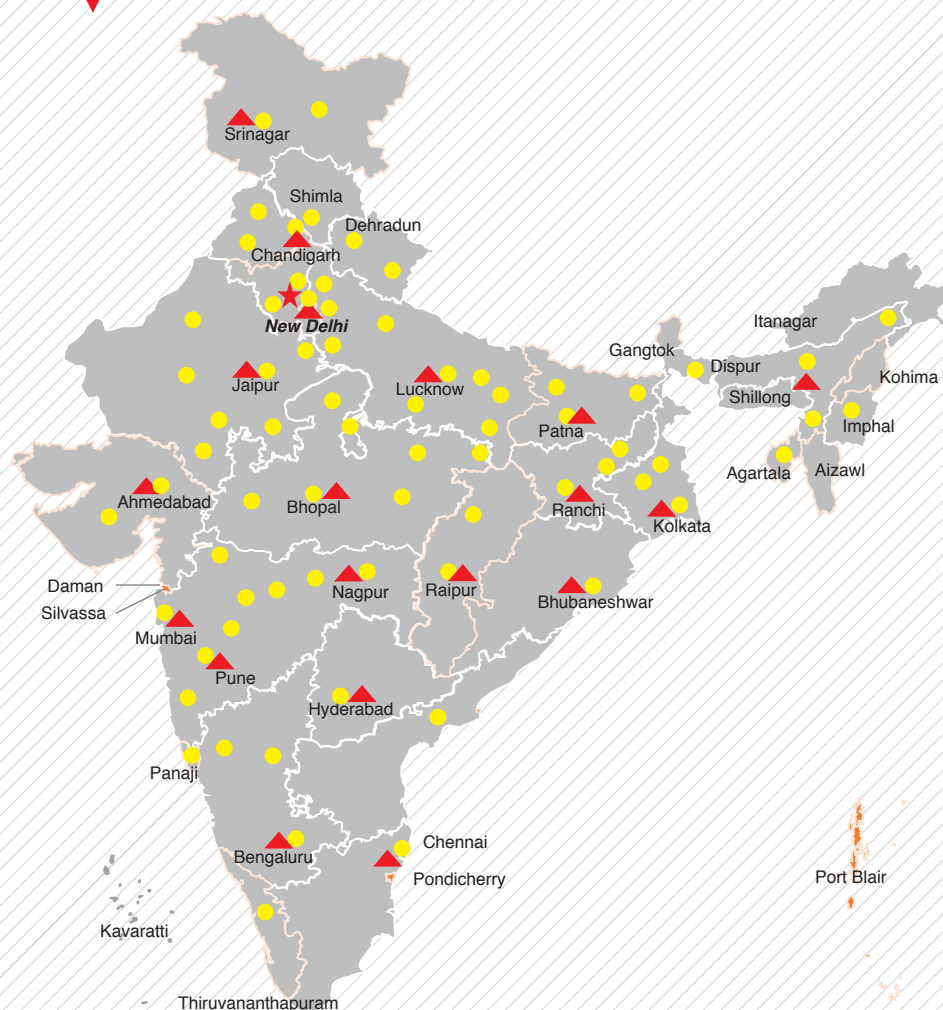 Srinagar
Shimla
Dehradun
Chandigarh
New Delhi
Itanagar
Gangtok
Dispur
Kohima
Jaipur
Lucknow
Shillong
Imphal
Patna
Agartala
Aizawl
Ahmedabad
Bhopal
Ranchi
Kolkata
Daman
Nagpur
Raipur
Bhubaneshwar
Silvassa
Mumbai
Pune
Hyderabad
Panaji
Chennai
Bengaluru
Pondicherry
Port Blair
Kavaratti
Thiruvananthapuram